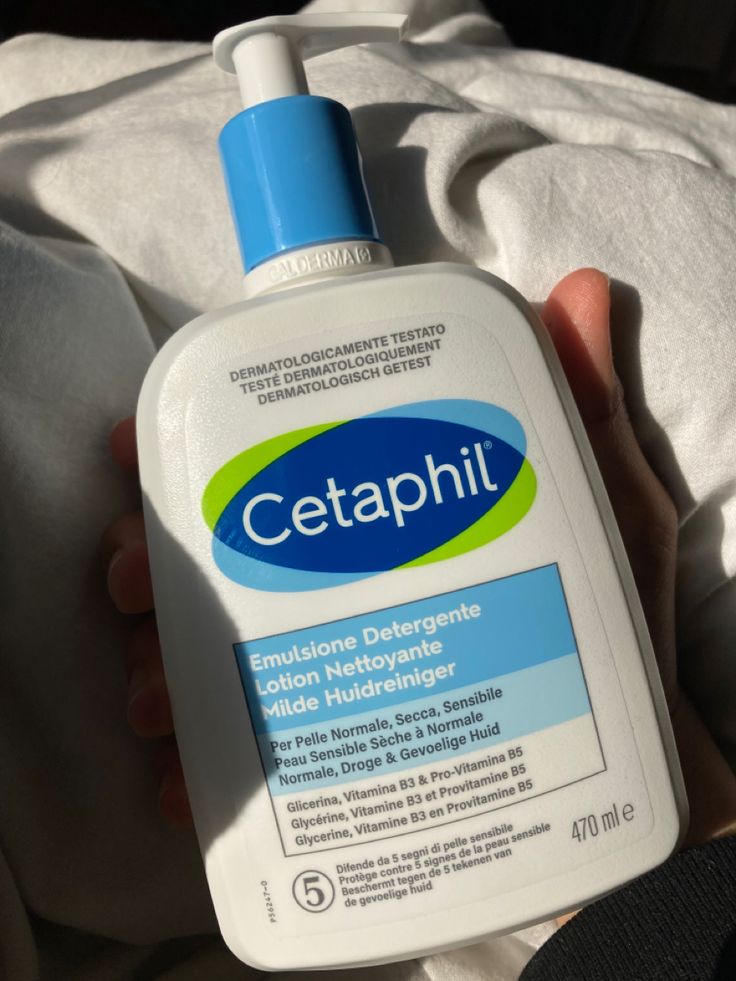 GALDERMA
DERMATOLOGICAMENTE TESTATO
TESTÉ DERMATOLOGIQUEMENT
DERMATOLOGISCH GETEST
Cetaphil®
Emulsione Detergente
Lotion Nettoyante
Milde Huidreiniger
Per Pelle Normale, Secca, Sensibile
Peau Sensible Sèche à Normale
Normale, Droge & Gevoelige Huid
Glicerina, Vitamina B3 & Pro-Vitamina B5
Glycérine, Vitamine B3 et Provitamine B5
Glycerine, Vitamine B3 en Provitamine B5
470 ml e
5
Difende da 5 segni di pelle sensibile
Protège contre 5 signes de la peau sensible
Beschermt tegen de 5 tekenen van
de gevoelige huid
P56247-0